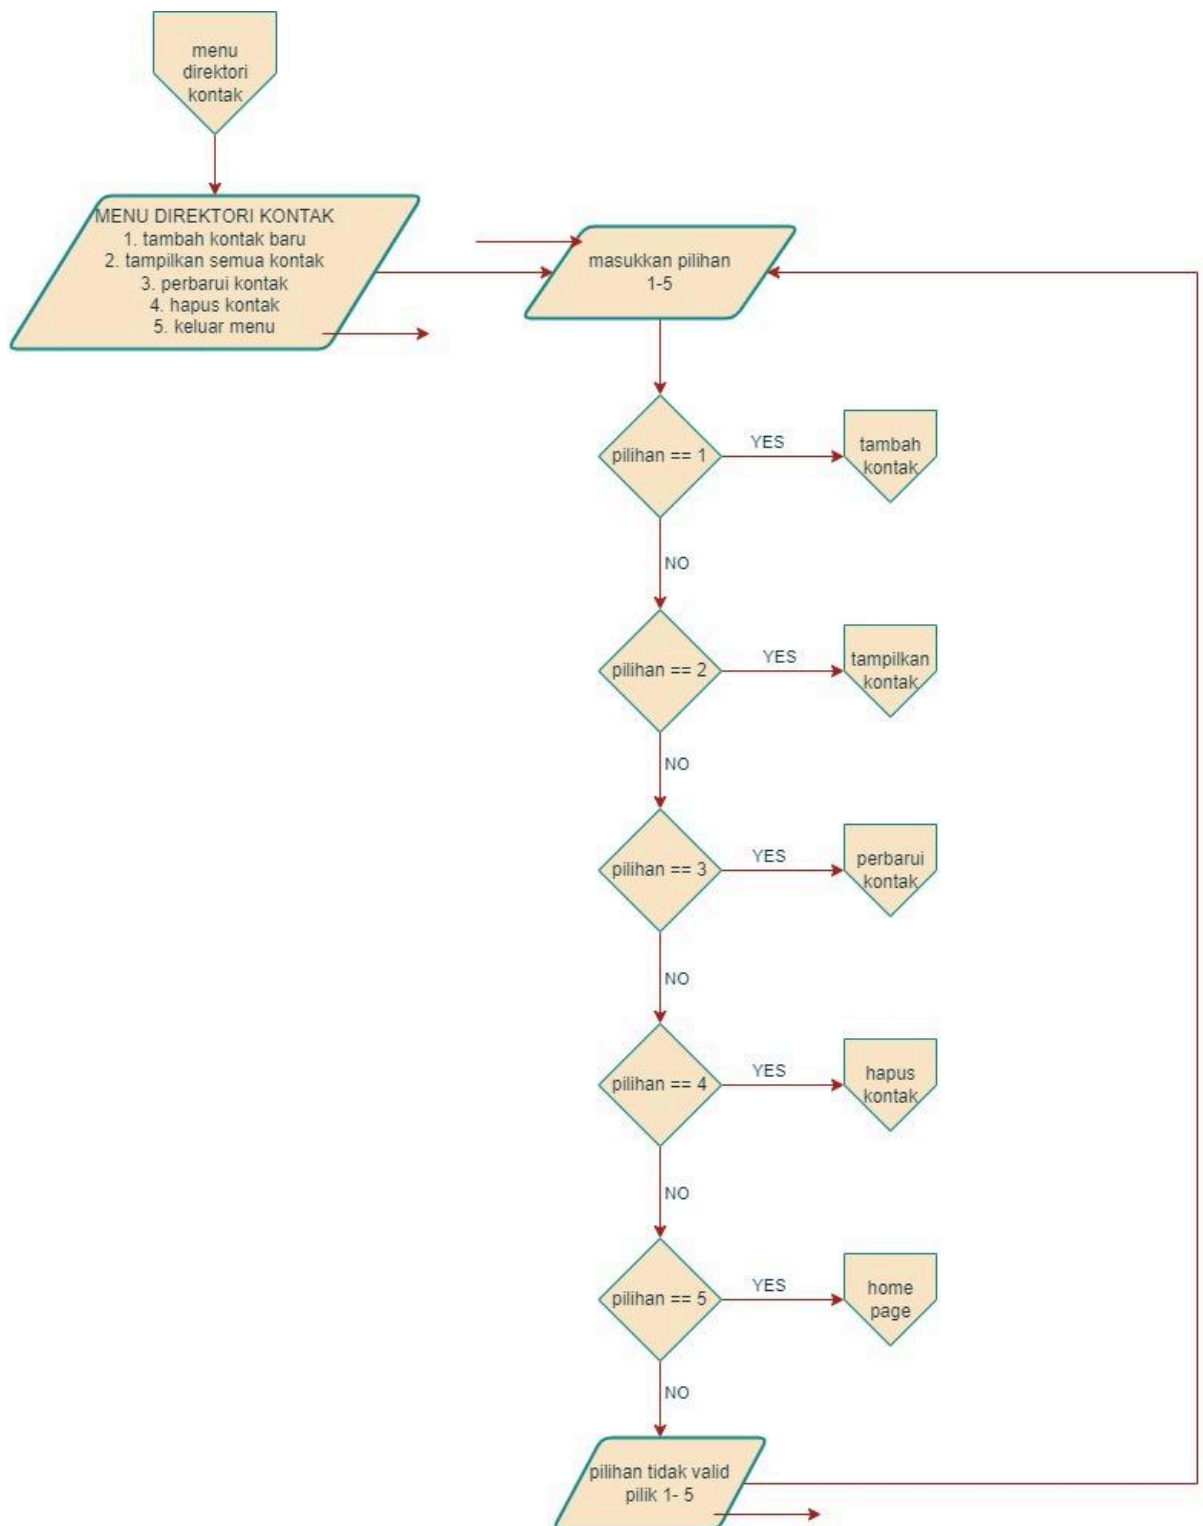 menu
direktori
kontak
MENU DIREKTORI KONTAK
1. tambah kontak baru
2. tampilkan semua kontak
3. perbarui kontak
4. hapus kontak
5. keluar menu
masukkan pilihan
1-5
pilihan == 1
YES
tambah
kontak
NO
pilihan == 2
YES
tampilkan
kontak
NO
pilihan == 3
YES
perbarui
kontak
NO
pilihan == 4
YES
hapus
kontak
NO
pilihan == 5
YES
home
page
NO
pilihan tidak valid
pilik 1- 5